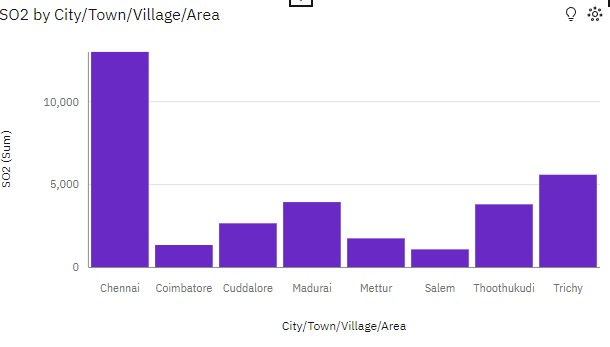 SO2 by City/Town/Village/Area
SO2 (Sum)
10,000
5,000
0
Chennai Coimbatore Cuddalore Madurai Mettur Salem Thoothukudi Trichy
City/Town/Village/Area